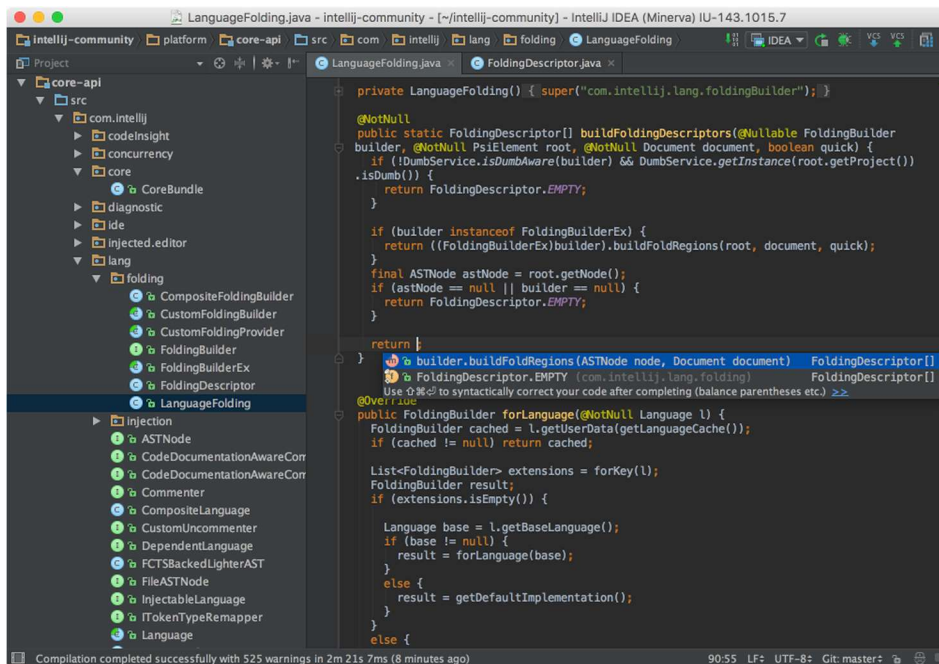 LanguageFolding.java - intellij-community - [~/intellij-community] - IntelliJ IDEA (Minerva) IU-143.1015.7
intellij-community platform core-api src com intellij lang folding LanguageFolding IDEA VCS VCS
Project
LanguageFolding.java × FoldingDescriptor.java ×
core-api
src
com.intellij
codeInsight
concurrency
core
CoreBundle
diagnostic
ide
injected.editor
lang
folding
CompositeFoldingBuilder
CustomFoldingBuilder
CustomFoldingProvider
FoldingBuilder
FoldingBuilderEx
FoldingDescriptor
LanguageFolding
injection
ASTNode
CodeDocumentationAwareCom
CodeDocumentationAwareCom
Commenter
CompositeLanguage
CustomUncommenter
DependentLanguage
FCTSBackedLighterAST
FileASTNode
InjectableLanguage
ITokenTypeRemapper
Language
private LanguageFolding() { super("com.intellij.lang.foldingBuilder"); }
@NotNull
public static FoldingDescriptor[] buildFoldingDescriptors(@Nullable FoldingBuilder
builder, @NotNull PsiElement root, @NotNull Document document, boolean quick) {
if (!DumbService.isDumbAware(builder) && DumbService.getInstance(root.getProject())
.isDumb()) {
return FoldingDescriptor.EMPTY;
}
if (builder instanceof FoldingBuilderEx) {
return ((FoldingBuilderEx)builder).buildFoldRegions(root, document, quick);
}
final ASTNode astNode = root.getNode();
if (astNode == null || builder == null) {
return FoldingDescriptor.EMPTY;
}
return ;
}
builder.buildFoldRegions(ASTNode node, Document document) FoldingDescriptor[]
FoldingDescriptor.EMPTY (com.intellij.lang.folding) FoldingDescriptor[]
Use ⇧⌘⏎ to syntactically correct your code after completing (balance parentheses etc.) >>
@Override
public FoldingBuilder forLanguage(@NotNull Language l) {
FoldingBuilder cached = l.getUserData(getLanguageCache());
if (cached != null) return cached;
List<FoldingBuilder> extensions = forKey(l);
FoldingBuilder result;
if (extensions.isEmpty()) {
Language base = l.getBaseLanguage();
if (base != null) {
result = forLanguage(base);
}
else {
result = getDefaultImplementation();
}
}
else {
Compilation completed successfully with 525 warnings in 2m 21s 7ms (8 minutes ago) 90:55 LF÷ UTF-8÷ Git: master÷